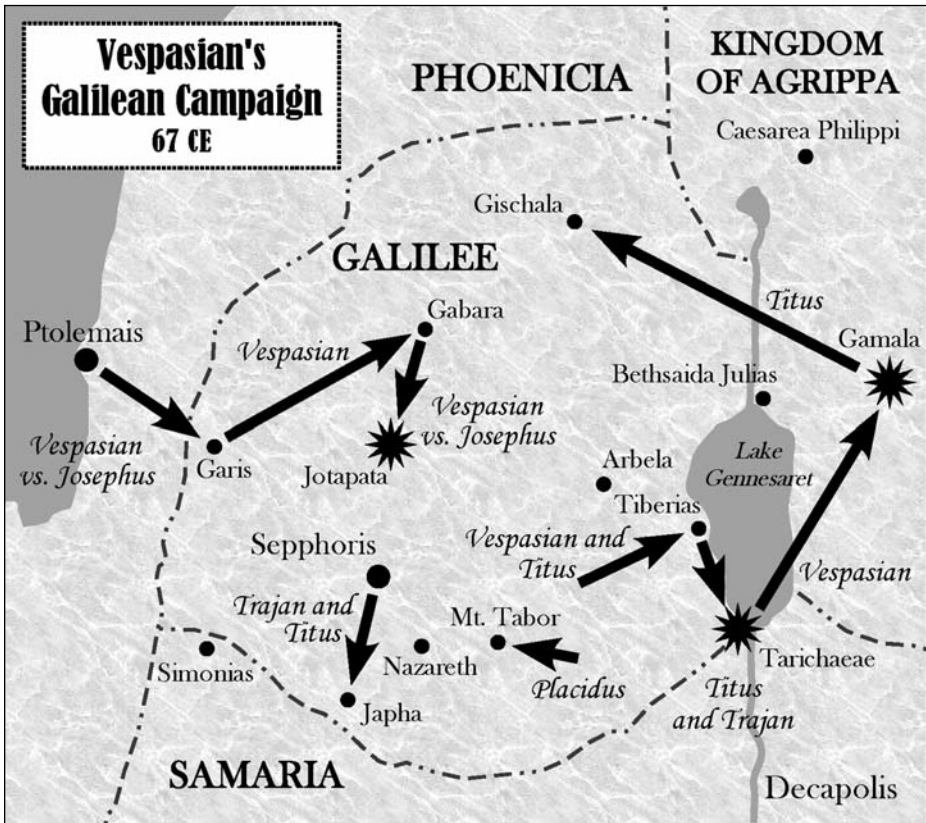 Vespasian's
Galilean Campaign
67 CE
PHOENICIA
KINGDOM
OF AGRIPPA
Caesarea Philippi
Gischala
GALILEE
Titus
Ptolemais
Gabara
Vespasian
Gamala
Bethsaida Julias
Vespasian
vs. Josephus
Vespasian
vs. Josephus
Garis
Jotapata
Arbela
Lake
Gennesaret
Tiberias
Sepphoris
Vespasian and
Titus
Vespasian
Trajan and
Titus
Mt. Tabor
Simonias
Nazareth
Placidus
Tarichaeae
Japha
Titus
and Trajan
SAMARIA
Decapolis